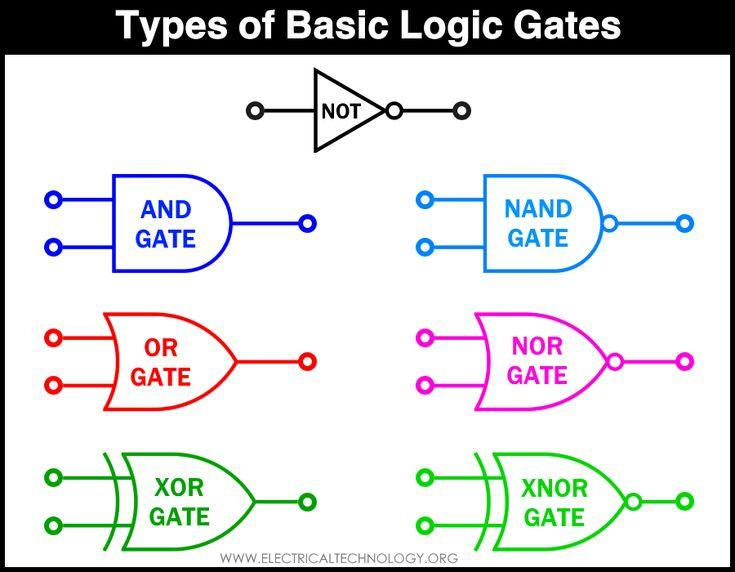 Types of Basic Logic Gates
NOT
AND
GATE
NAND
GATE
OR
GATE
NOR
GATE
XOR
GATE
XNOR
GATE
WWW.ELECTRICALTECHNOLOGY.ORG